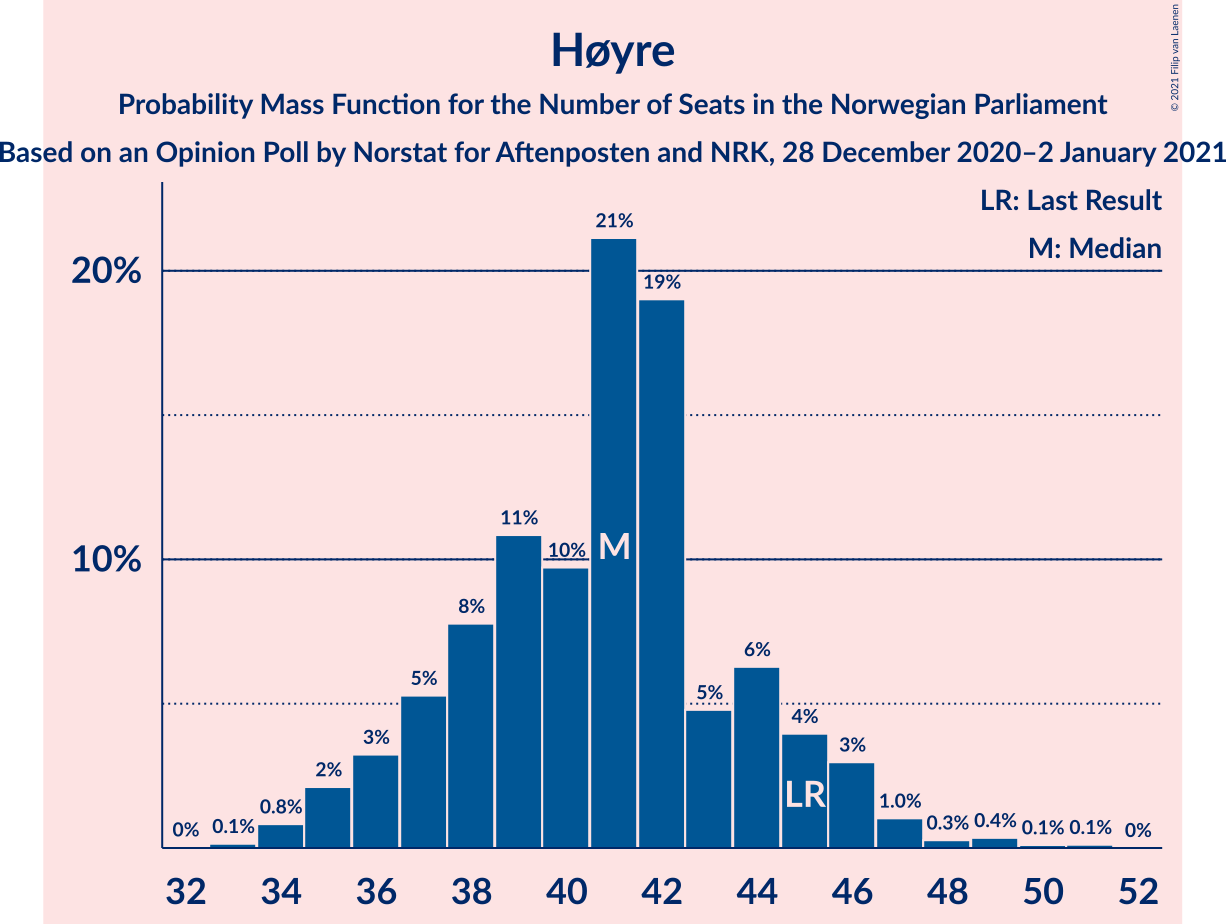 Høyre
Probability Mass Function for the Number of Seats in the Norwegian Parliament
Based on an Opinion Poll by Norstat for Aftenposten and NRK, 28 December 2020–2 January 2021
© 2021 Filip van Laenen
LR: Last Result
M: Median
20%
10%
0%
0.1%
0.8%
2%
3%
5%
8%
11%
10%
21%
19%
5%
6%
4%
3%
1.0%
0.3%
0.4%
0.1%
0.1%
0%
M
LR
32 34 36 38 40 42 44 46 48 50 52